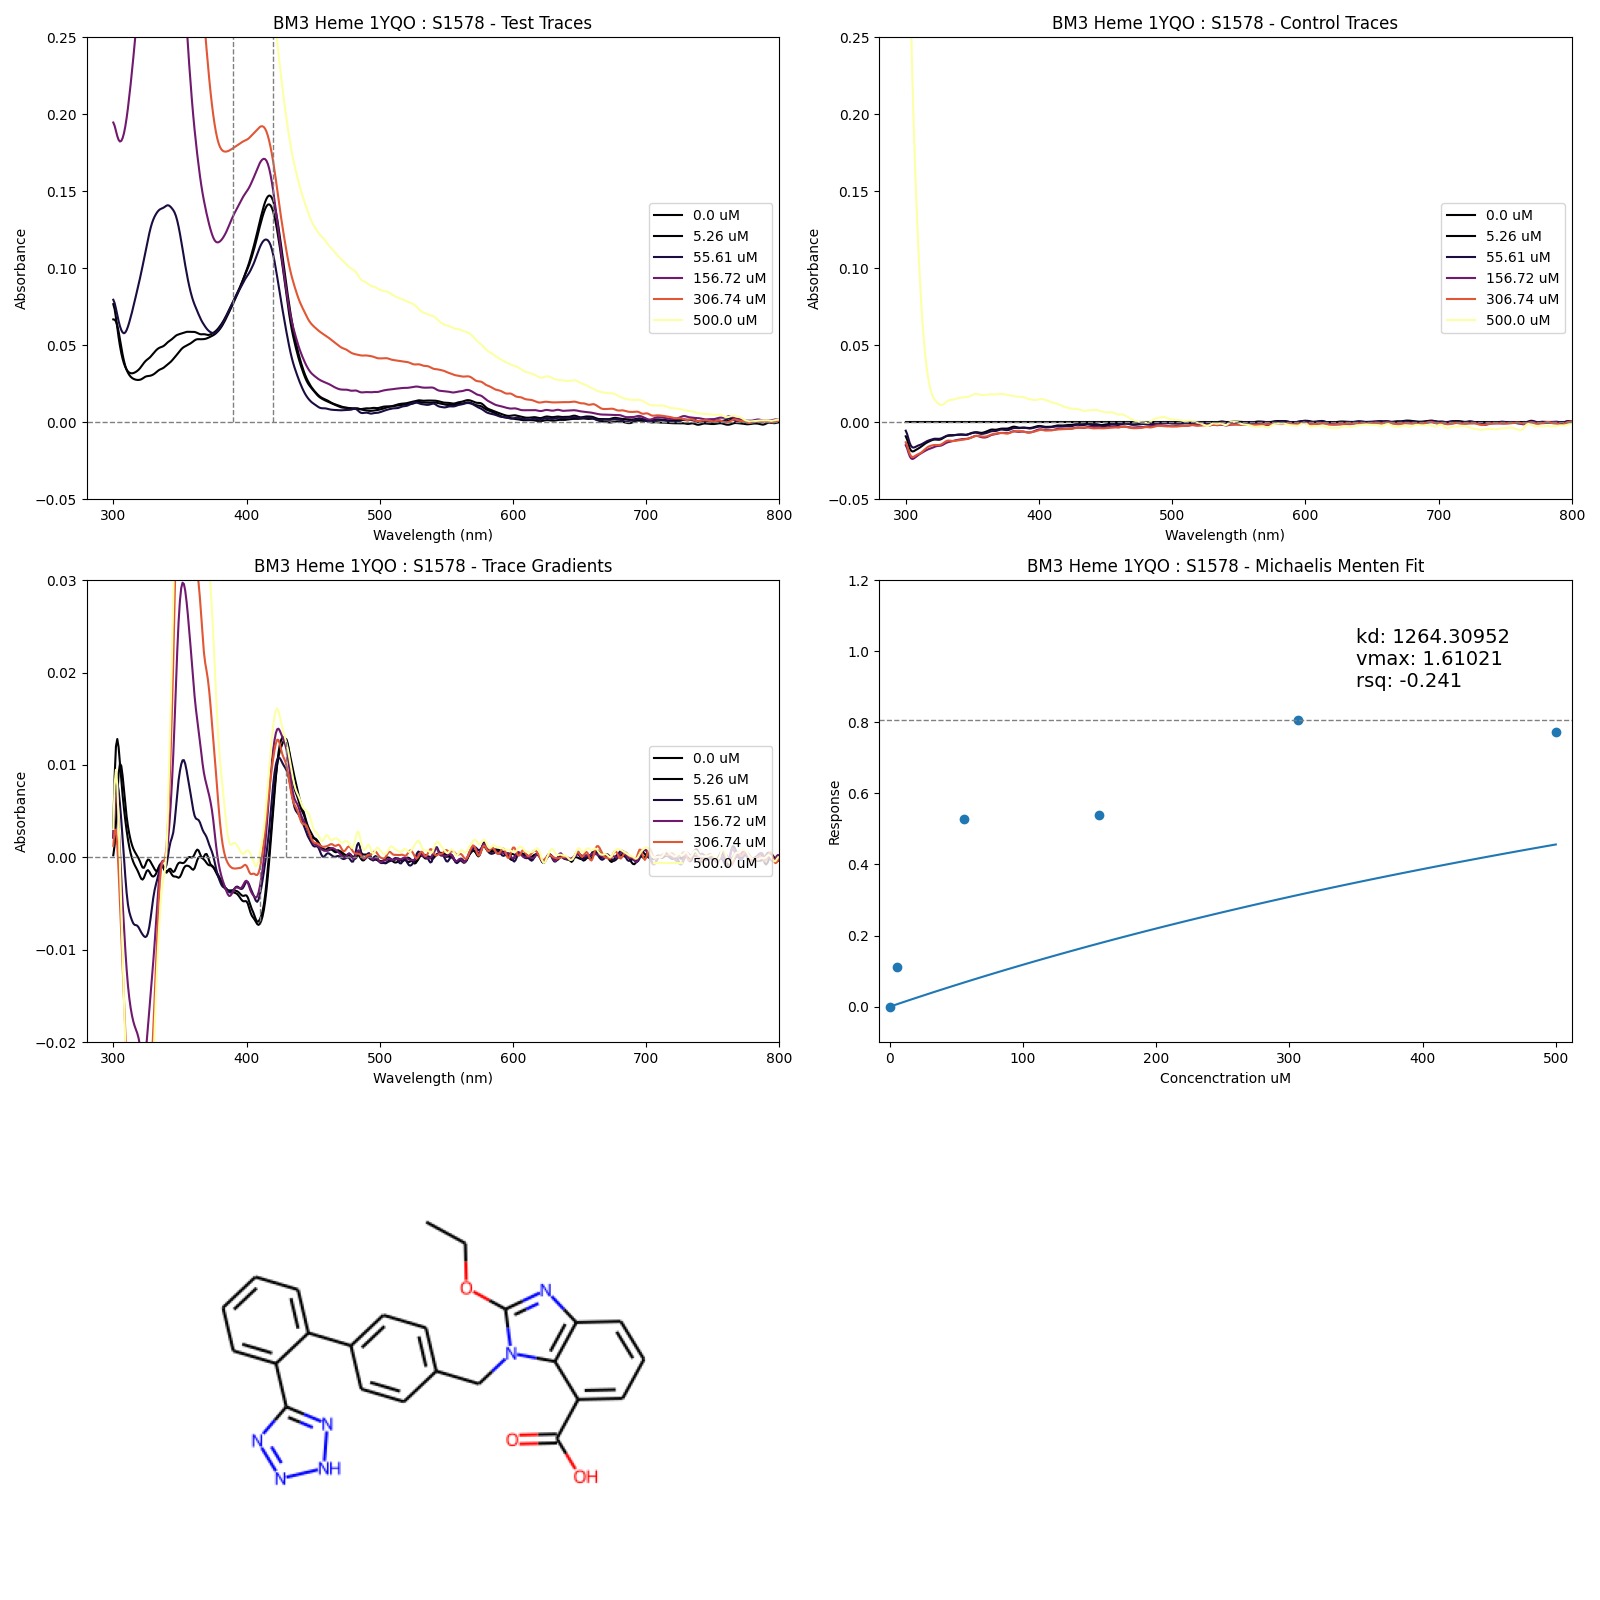 BM3 Heme 1YQO : S1578 - Test Traces
0.25
0.20
0.15
0.10
0.05
0.00
−0.05
Absorbance
300 400 500 600 700 800
Wavelength (nm)
0.0 uM
5.26 uM
55.61 uM
156.72 uM
306.74 uM
500.0 uM
BM3 Heme 1YQO : S1578 - Control Traces
0.25
0.20
0.15
0.10
0.05
0.00
−0.05
Absorbance
300 400 500 600 700 800
Wavelength (nm)
0.0 uM
5.26 uM
55.61 uM
156.72 uM
306.74 uM
500.0 uM
BM3 Heme 1YQO : S1578 - Trace Gradients
0.03
0.02
0.01
0.00
−0.01
−0.02
Absorbance
300 400 500 600 700 800
Wavelength (nm)
0.0 uM
5.26 uM
55.61 uM
156.72 uM
306.74 uM
500.0 uM
BM3 Heme 1YQO : S1578 - Michaelis Menten Fit
1.2
1.0
0.8
0.6
0.4
0.2
0.0
Response
0 100 200 300 400 500
Concenctration uM
kd: 1264.30952
vmax: 1.61021
rsq: -0.241
O
N
N
N
N
N
NH
O
OH